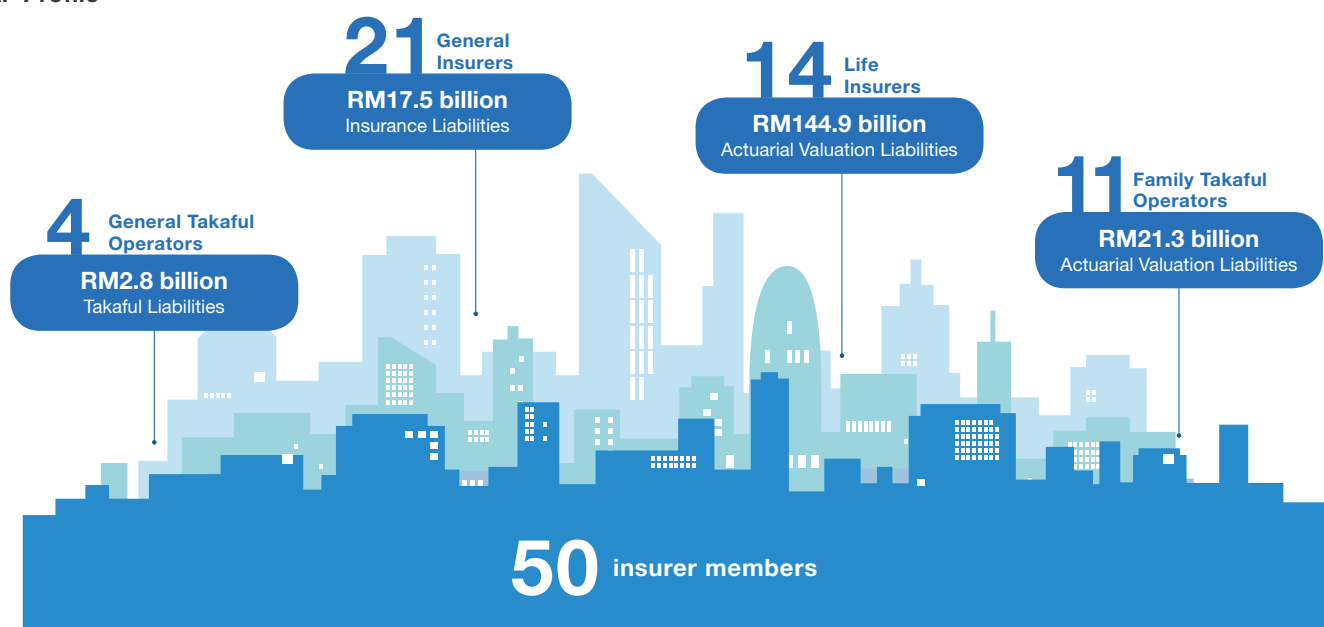 Profile
21
General
Insurers
RM17.5 billion
Insurance Liabilities
14
Life
Insurers
RM144.9 billion
Actuarial Valuation Liabilities
11
Family Takaful
Operators
RM21.3 billion
Actuarial Valuation Liabilities
4
General Takaful
Operators
RM2.8 billion
Takaful Liabilities
50 insurer members